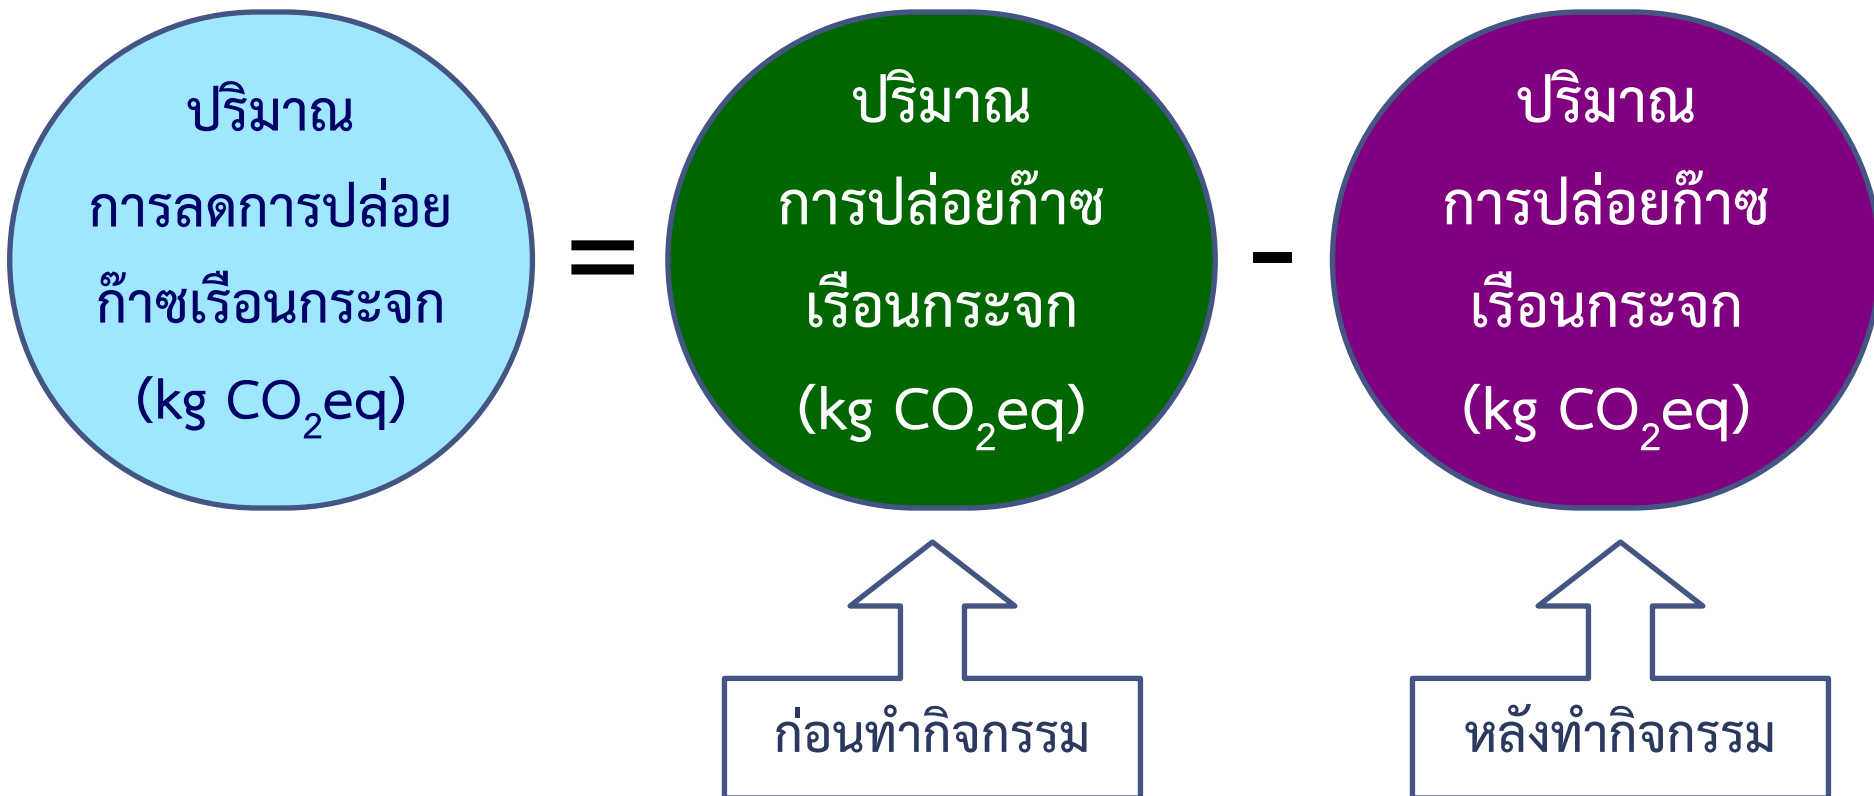 ปริมาณ
การลดการปล่อย
ก๊าซเรือนกระจก
(kg CO₂eq)
=
ปริมาณ
การปล่อยก๊าซ
เรือนกระจก
(kg CO₂eq)
-
ปริมาณ
การปล่อยก๊าซ
เรือนกระจก
(kg CO₂eq)
ก่อนทำกิจกรรม
หลังทำกิจกรรม